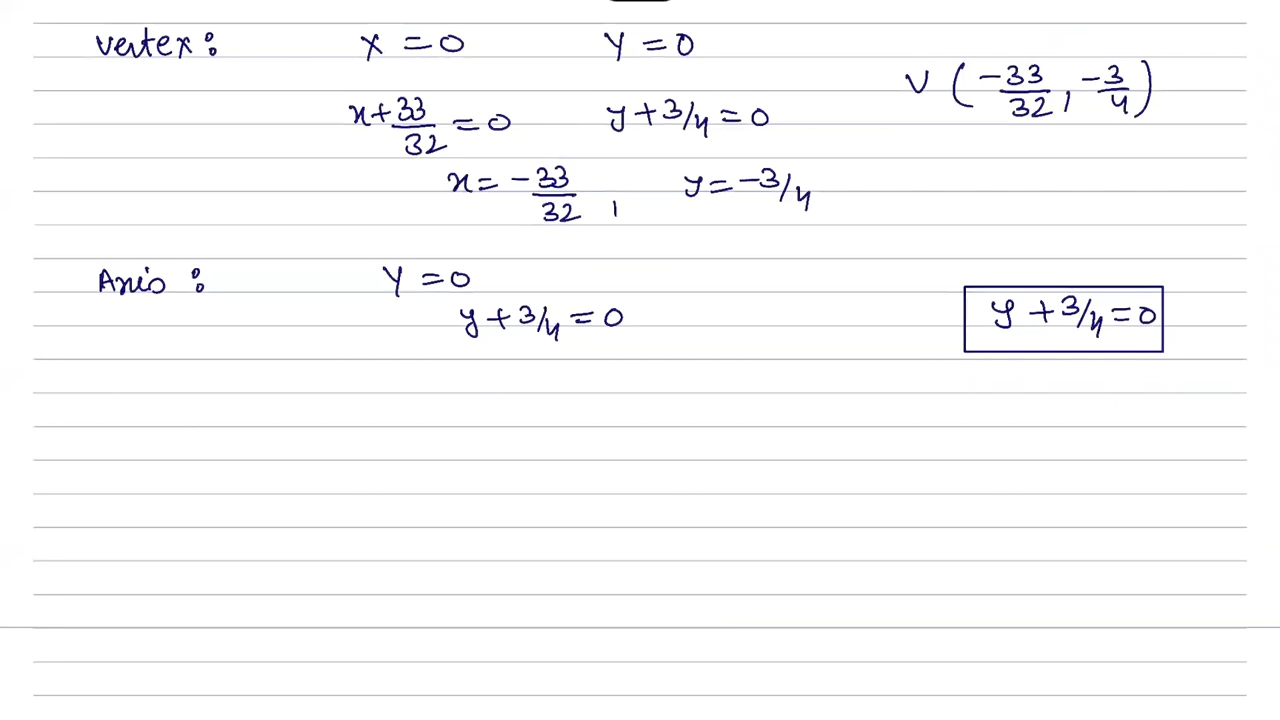 Vertex : X = 0 Y = 0
V (-33/32, -3/4)
x + 33/32 = 0 y + 3/4 = 0
x = -33/32 , y = -3/4
Axis : Y = 0
y + 3/4 = 0 y + 3/4 = 0